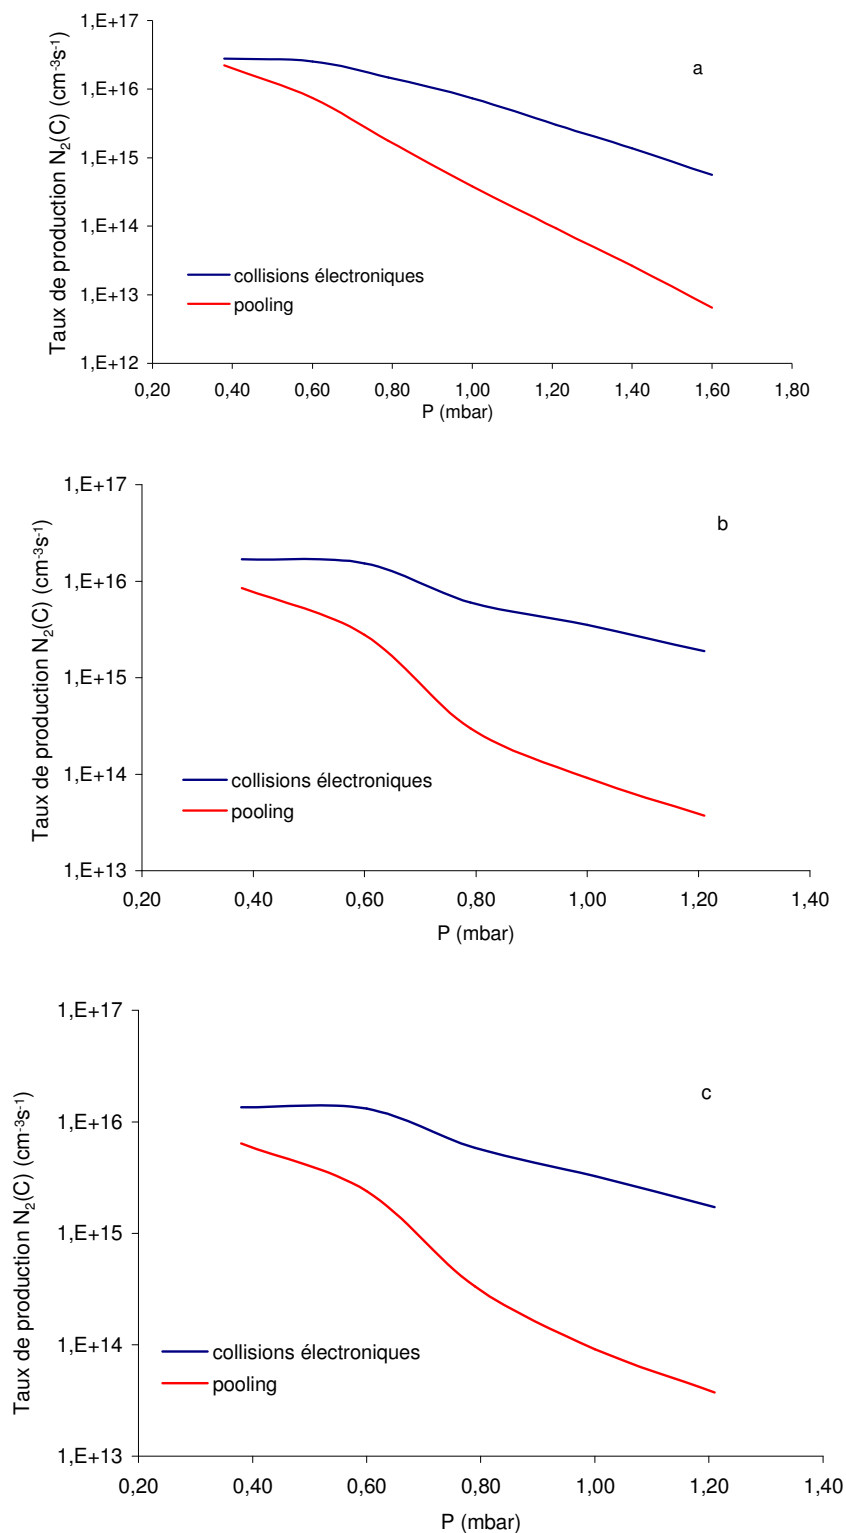 1,E+17
a
1,E+16
1,E+15
1,E+14
1,E+13
1,E+12
Taux de production N₂(C) (cm⁻³s⁻¹)
collisions électroniques
pooling
0,20 0,40 0,60 0,80 1,00 1,20 1,40 1,60 1,80
P (mbar)
1,E+17
b
1,E+16
1,E+15
1,E+14
1,E+13
Taux de production N₂(C) (cm⁻³s⁻¹)
collisions électroniques
pooling
0,20 0,40 0,60 0,80 1,00 1,20 1,40
P (mbar)
1,E+17
c
1,E+16
1,E+15
1,E+14
1,E+13
Taux de production N₂(C) (cm⁻³s⁻¹)
collisions électroniques
pooling
0,20 0,40 0,60 0,80 1,00 1,20 1,40
P (mbar)